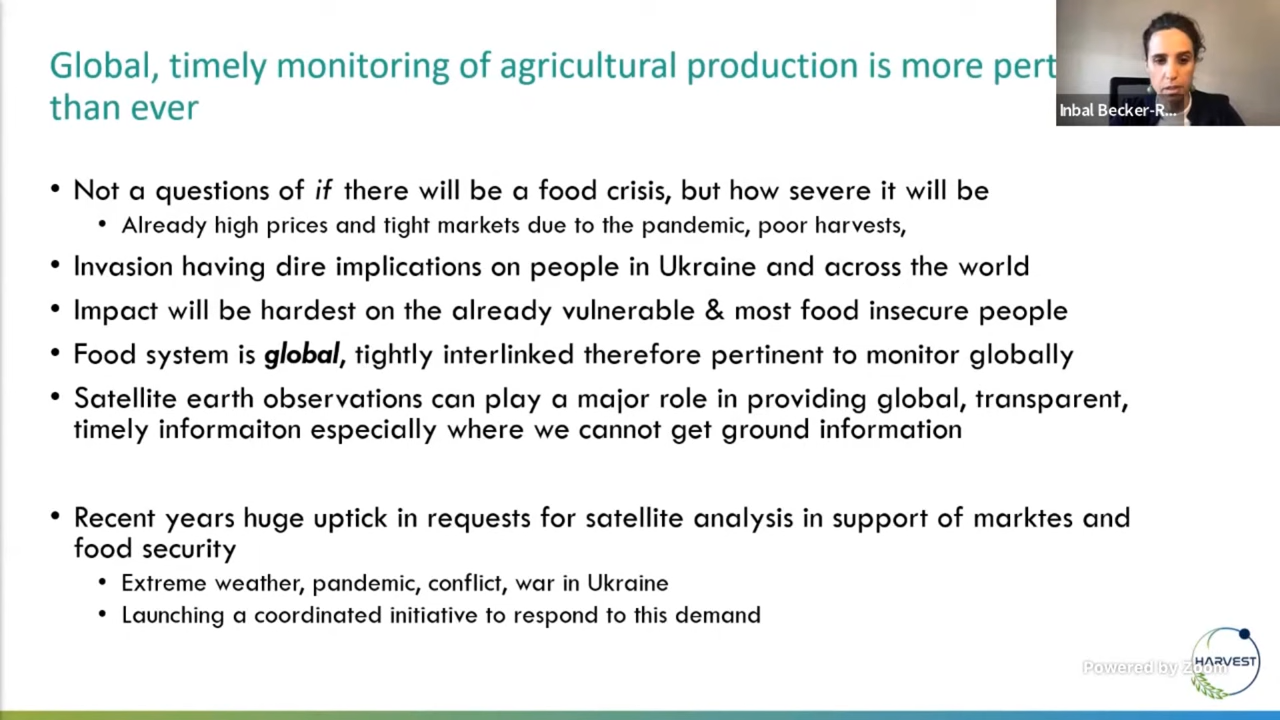 Global, timely monitoring of agricultural production is more pert
than ever
Inbal Becker-R...
• Not a questions of if there will be a food crisis, but how severe it will be
• Already high prices and tight markets due to the pandemic, poor harvests,
• Invasion having dire implications on people in Ukraine and across the world
• Impact will be hardest on the already vulnerable & most food insecure people
• Food system is global, tightly interlinked therefore pertinent to monitor globally
• Satellite earth observations can play a major role in providing global, transparent,
timely informaiton especially where we cannot get ground information
• Recent years huge uptick in requests for satellite analysis in support of marktes and
food security
• Extreme weather, pandemic, conflict, war in Ukraine
• Launching a coordinated initiative to respond to this demand
HARVEST
Powered by Zoom